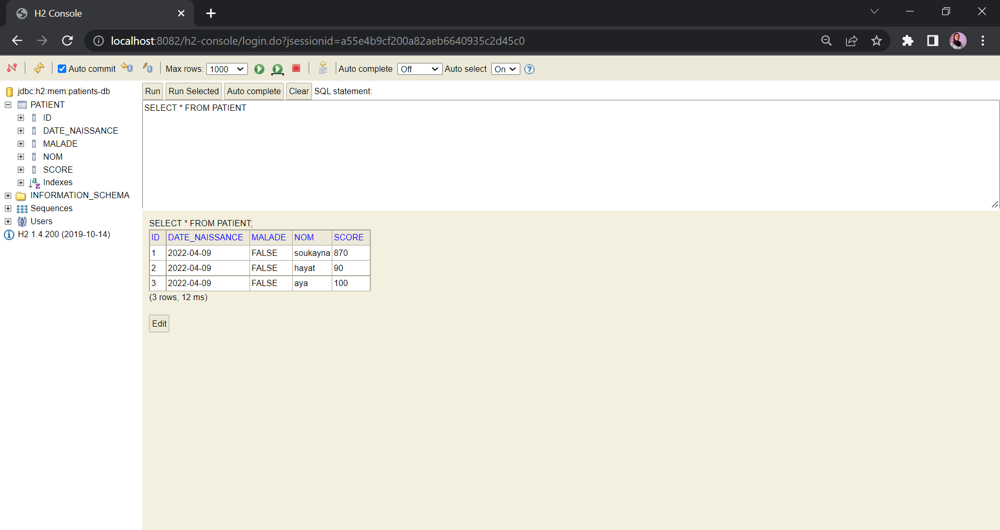 H2 Console
localhost:8082/h2-console/login.do?jsessionid=a55e4b9cf200a82aeb6640935c2d45c0
Auto commit Max rows: 1000 Auto complete Off Auto select On ?
jdbc:h2:mem:patients-db
PATIENT
ID
DATE_NAISSANCE
MALADE
NOM
SCORE
Indexes
INFORMATION_SCHEMA
Sequences
Users
H2 1.4.200 (2019-10-14)
Run Run Selected Auto complete Clear SQL statement:
SELECT * FROM PATIENT
SELECT * FROM PATIENT;
ID DATE_NAISSANCE MALADE NOM SCORE
1 2022-04-09 FALSE soukayna 870
2 2022-04-09 FALSE hayat 90
3 2022-04-09 FALSE aya 100
(3 rows, 12 ms)
Edit